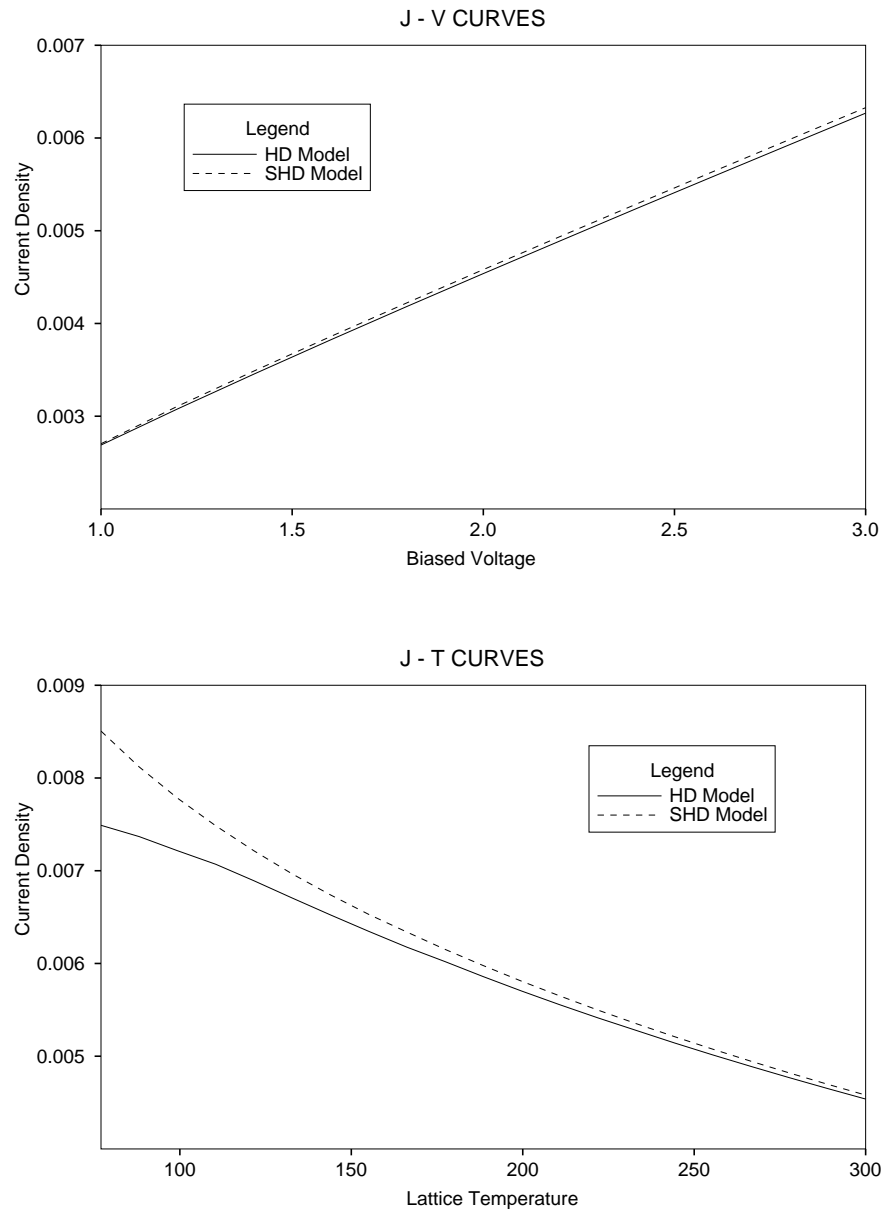 J - V CURVES
0.007
0.006
0.005
0.004
0.003
Current Density
Legend
HD Model
SHD Model
1.0
1.5
2.0
2.5
3.0
Biased Voltage
J - T CURVES
0.009
0.008
0.007
0.006
0.005
Current Density
Legend
HD Model
SHD Model
100
150
200
250
300
Lattice Temperature